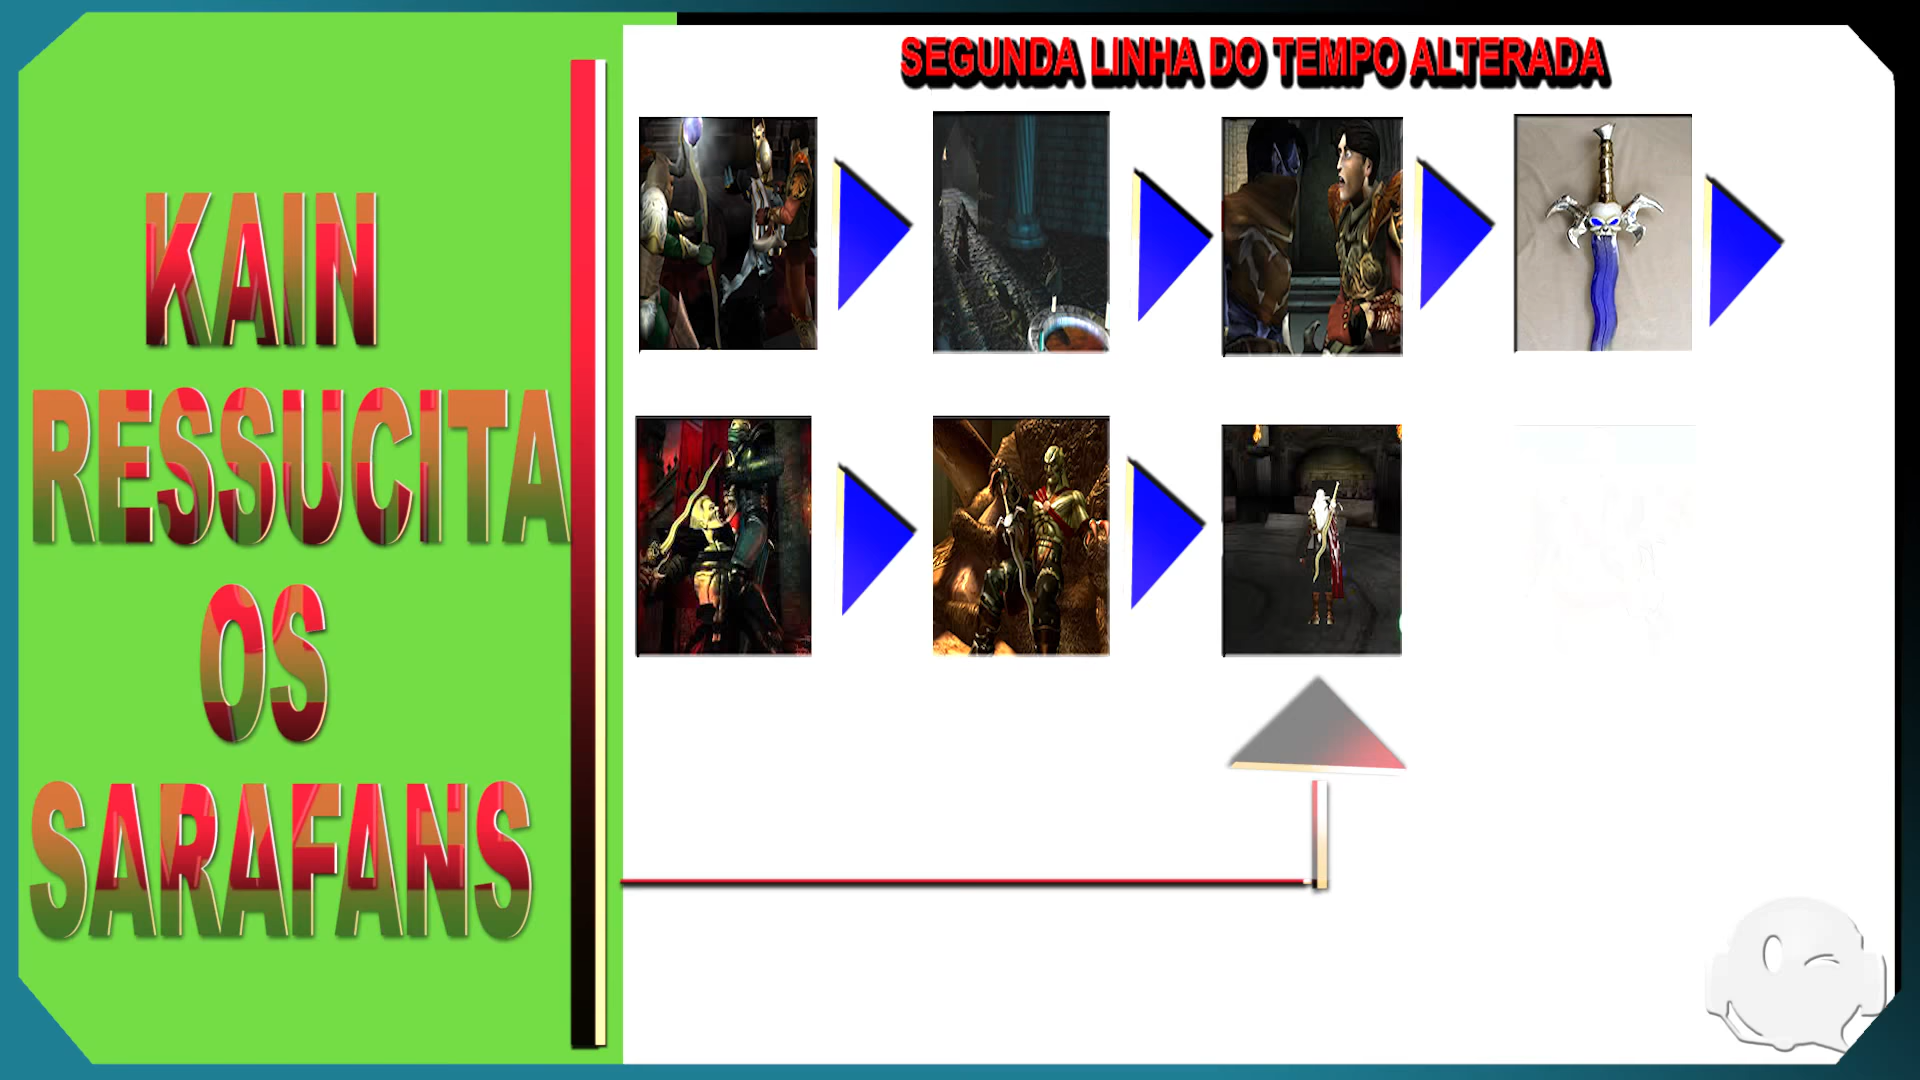 SEGUNDA LINHA DO TEMPO ALTERADA
KAIN
RESSUCITA
OS
SARAFANS